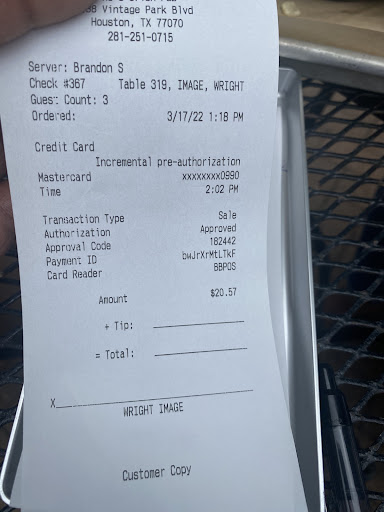 Vintage Park Blvd
Houston, TX 77070
281-251-0715
Server: Brandon S
Check #367 Table 319, IMAGE, WRIGHT
Guest Count: 3
Ordered: 3/17/22 1:18 PM
Credit Card
Incremental pre-authorization
Mastercard xxxxxxxx0990
Time 2:02 PM
Transaction Type Sale
Authorization Approved
Approval Code 182442
Payment ID bwJrXrMtLTkF
Card Reader BBPOS
Amount $20.57
+ Tip:
= Total:
X
WRIGHT IMAGE
Customer Copy